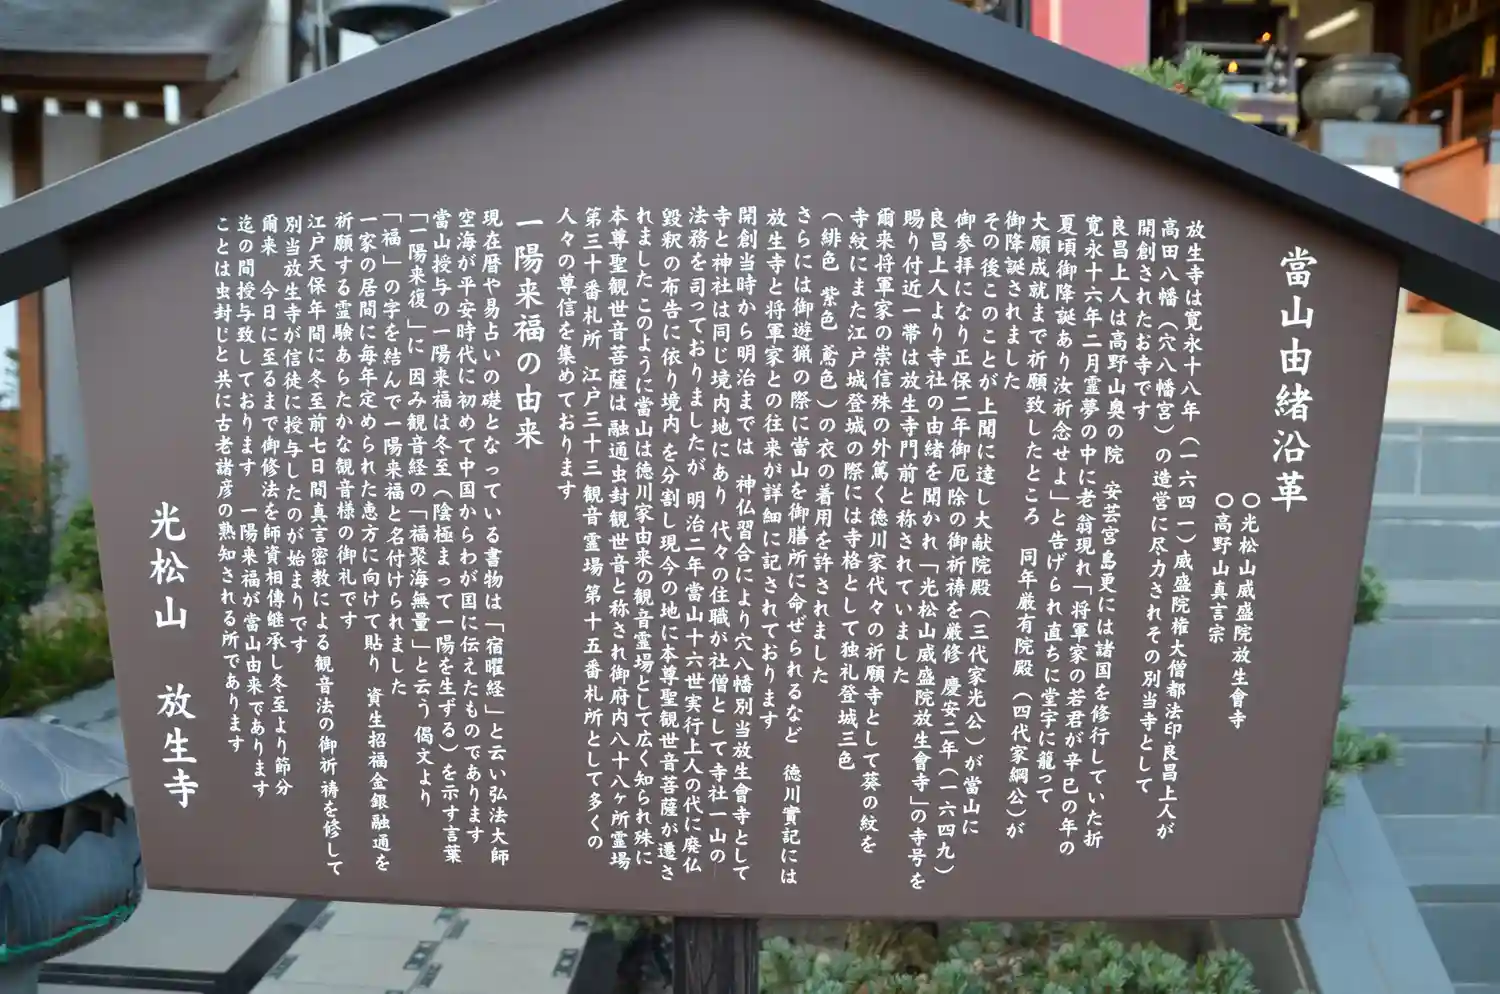 當山由緒沿革
〇光松山威盛院放生會寺
〇高野山真言宗
放生寺は寛永十八年（一六四一）威盛院権大僧都法印良昌上人が
高田八幡（穴八幡宮）の造営に尽力されその別当寺として
開創されたお寺です
良昌上人は高野山奥の院 安芸宮島更には諸国を修行していた折
寛永十六年二月霊夢の中に老翁現れ「将軍家の若君が辛巳の年の
夏頃御降誕あり汝祈念せよ」と告げられ直ちに堂宇に籠って
大願成就まで祈願致したところ 同年厳有院殿（四代家綱公）が
御降誕されました
その後このことが上聞に達し大猷院殿（三代家光公）が當山に
御参拝になり正保二年御厄除の御祈祷を厳修 慶安二年（一六四九）
良昌上人より寺社の由緒を聞かれ「光松山威盛院放生會寺」の寺号を
賜り付近一帯は放生寺門前と称されていました
爾来将軍家の崇信殊の外篤く徳川家代々の祈願寺として葵の紋を
寺紋にまた江戸城登城の際には寺格として独礼登城三色
（緋色 紫色 鳶色）の衣の着用を許されました
さらには御遊猟の際に當山を御膳所に命ぜられるなど 徳川實記には
放生寺と将軍家との往来が詳細に記されております
開創当時から明治までは 神仏習合により穴八幡別当放生會寺として
寺と神社は同じ境内地にあり 代々の住職が社僧として寺社一山の
法務を司っておりましたが 明治二年當山十六世実行上人の代に廃仏
毀釈の布告に依り境内を分割し現今の地に本尊聖観世音菩薩が遷さ
れました このように當山は徳川家由来の観音霊場として広く知られ殊に
本尊聖観世音菩薩は融通虫封観世音と称され御府内八十八ヶ所霊場
第三十番札所 江戸三十三観音霊場第十五番札所として多くの
人々の尊信を集めております
一陽来福の由来
現在暦や易占いの礎となっている書物は「宿曜経」と云い弘法大師
空海が平安時代に初めて中国からわが国に伝えたものであります
當山授与の一陽来福は冬至（陰極まって一陽を生ずる）を示す言葉
「一陽来復」に因み観音経の「福聚海無量」と云う偈文より
「福」の字を結んで一陽来福と名付けられました
一家の居間に毎年定められた恵方に向けて貼り 資生招福金銀融通を
祈願する霊験あらたかな観音様の御札です
江戸天保年間に冬至前七日間真言密教による観音法の御祈祷を修して
別当放生寺が信徒に授与したのが始まりです
爾来 今日に至るまで御修法を師資相傳継承し冬至より節分
迄の間授与致しております 一陽来福が當山由来であります
ことは虫封じと共に古老諸彦の熟知される所であります
光松山 放生寺